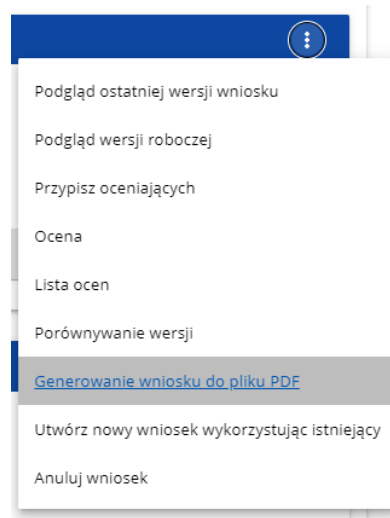 Podgląd ostatniej wersji wniosku
Podgląd wersji roboczej
Przypisz oceniających
Ocena
Lista ocen
Porównywanie wersji
Generowanie wniosku do pliku PDF
Utwórz nowy wniosek wykorzystując istniejący
Anuluj wniosek